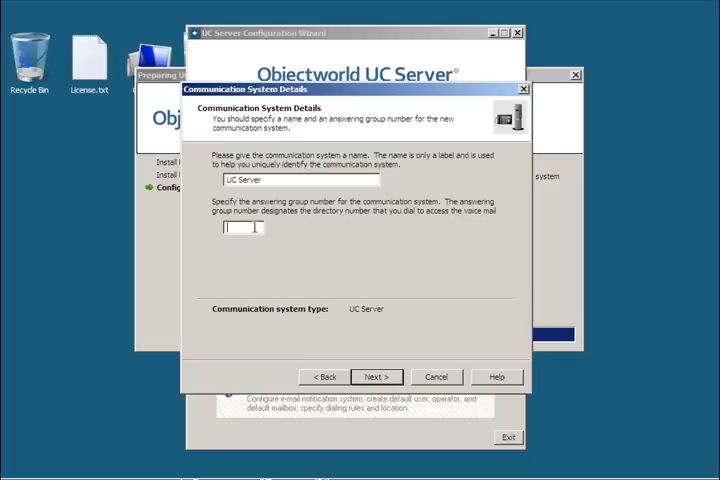 UC Server Configuration Wizard
Objectworld UC Server®
Recycle Bin
License.txt
Preparing U
Communication System Details
Communication System Details
You should specify a name and an answering group number for the new
communication system.
Obj
Install
Install
Config
system
Please give the communication system a name. The name is only a label and is used
to help you uniquely identify the communication system.
UC Server
Specify the answering group number for the communication system. The answering
group number designates the directory number that you dial to access the voice mail
Communication system type: UC Server
< Back
Next >
Cancel
Help
Configure e-mail notification system; create default user, operator, and
default mailbox; specify dialing rules and location.
Exit